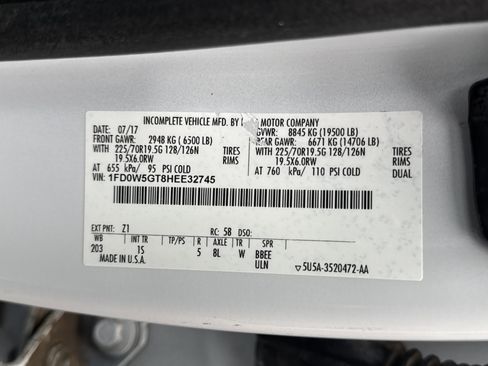 INCOMPLETE VEHICLE MFD. BY MOTOR COMPANY
DATE: 07/17 GVWR: 8845 KG (19500 LB)
FRONT GAWR: 2948 KG ( 6500 LB) REAR GAWR: 6671 KG (14706 LB)
WITH 225/70R19.5G 128/126N TIRES WITH 225/70R19.5G 128/126N TIRES
19.5X6.0RW RIMS 19.5X6.0RW RIMS
AT 655 kPa/ 95 PSI COLD AT 760 kPa/ 110 PSI COLD DUAL
VIN: 1FD0W5GT8HEE32745
EXT PNT: Z1 RC: 58 DSO:
WB INT TR TP/PS R AXLE TR SPR
203 1S 5 8L W BBEE
MADE IN U.S.A. ULN 5U5A-3520472-AA